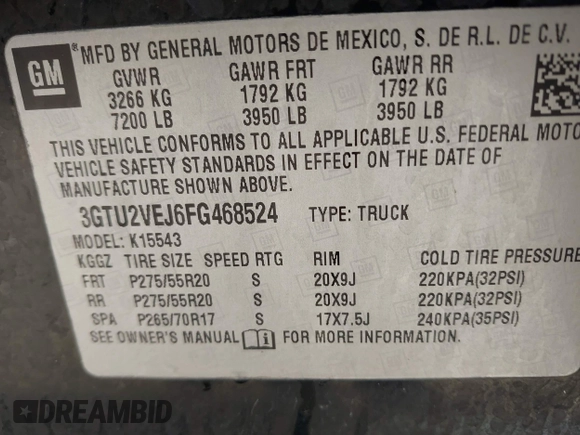 GM
® MFD BY GENERAL MOTORS DE MEXICO, S. DE R.L. DE C.V.
GVWR GAWR FRT GAWR RR
3266 KG 1792 KG 1792 KG
7200 LB 3950 LB 3950 LB
THIS VEHICLE CONFORMS TO ALL APPLICABLE U.S. FEDERAL MOTO
VEHICLE SAFETY STANDARDS IN EFFECT ON THE DATE OF
MANUFACTURE SHOWN ABOVE.
3GTU2VEJ6FG468524 TYPE: TRUCK
MODEL: K15543
KGGZ TIRE SIZE SPEED RTG RIM COLD TIRE PRESSURE
FRT P275/55R20 S 20X9J 220KPA(32PSI)
RR P275/55R20 S 20X9J 220KPA(32PSI)
SPA P265/70R17 S 17X7.5J 240KPA(35PSI)
SEE OWNER'S MANUAL FOR MORE INFORMATION.
DREAMBID